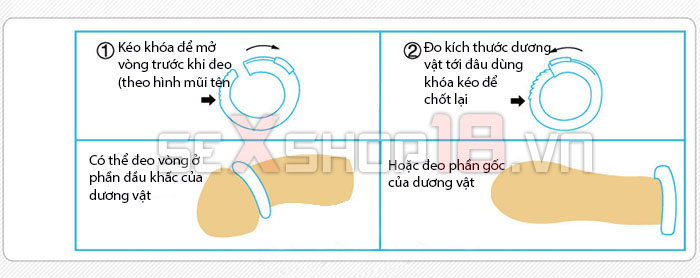 1 Kéo khóa để mở
vòng trước khi đeo
(theo hình mũi tên
2 Đo kích thước dương
vật tới đâu dùng
khóa kéo để
chốt lại
SEXSHOP18.vn
Có thể đeo vòng ở
phần đầu khấc của
dương vật
Hoặc đeo phần gốc
của dương vật